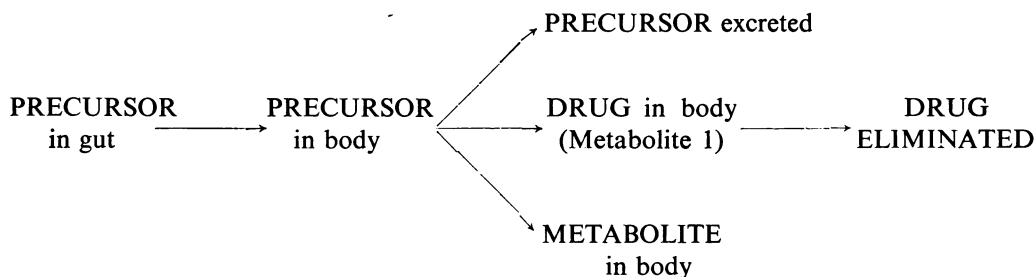 PRECURSOR excreted
PRECURSOR
in gut
PRECURSOR
in body
DRUG in body
(Metabolite 1)
DRUG
ELIMINATED
METABOLITE
in body